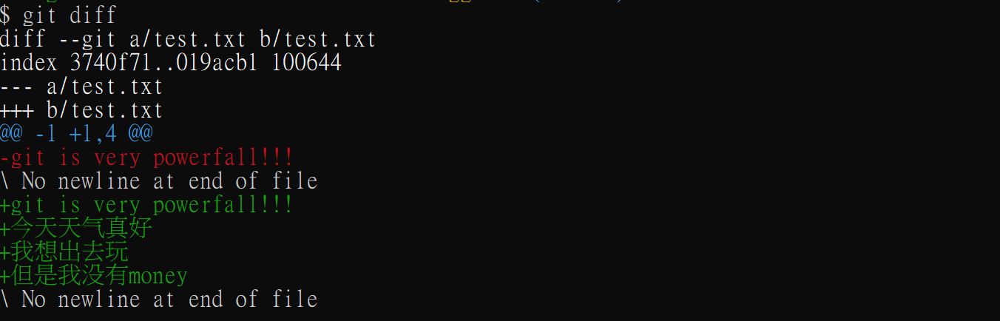 $ git diff
diff --git a/test.txt b/test.txt
index 3740f71..019acb1 100644
--- a/test.txt
+++ b/test.txt
@@ -1 +1,4 @@
-git is very powerfall!!!
\ No newline at end of file
+git is very powerfall!!!
+今天天气真好
+我想出去玩
+但是我没有money
\ No newline at end of file